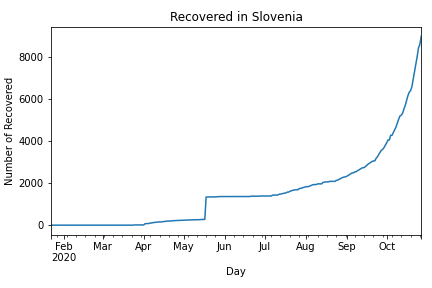 Recovered in Slovenia
Number of Recovered
8000
6000
4000
2000
0
Feb Mar Apr May Jun Jul Aug Sep Oct
2020
Day